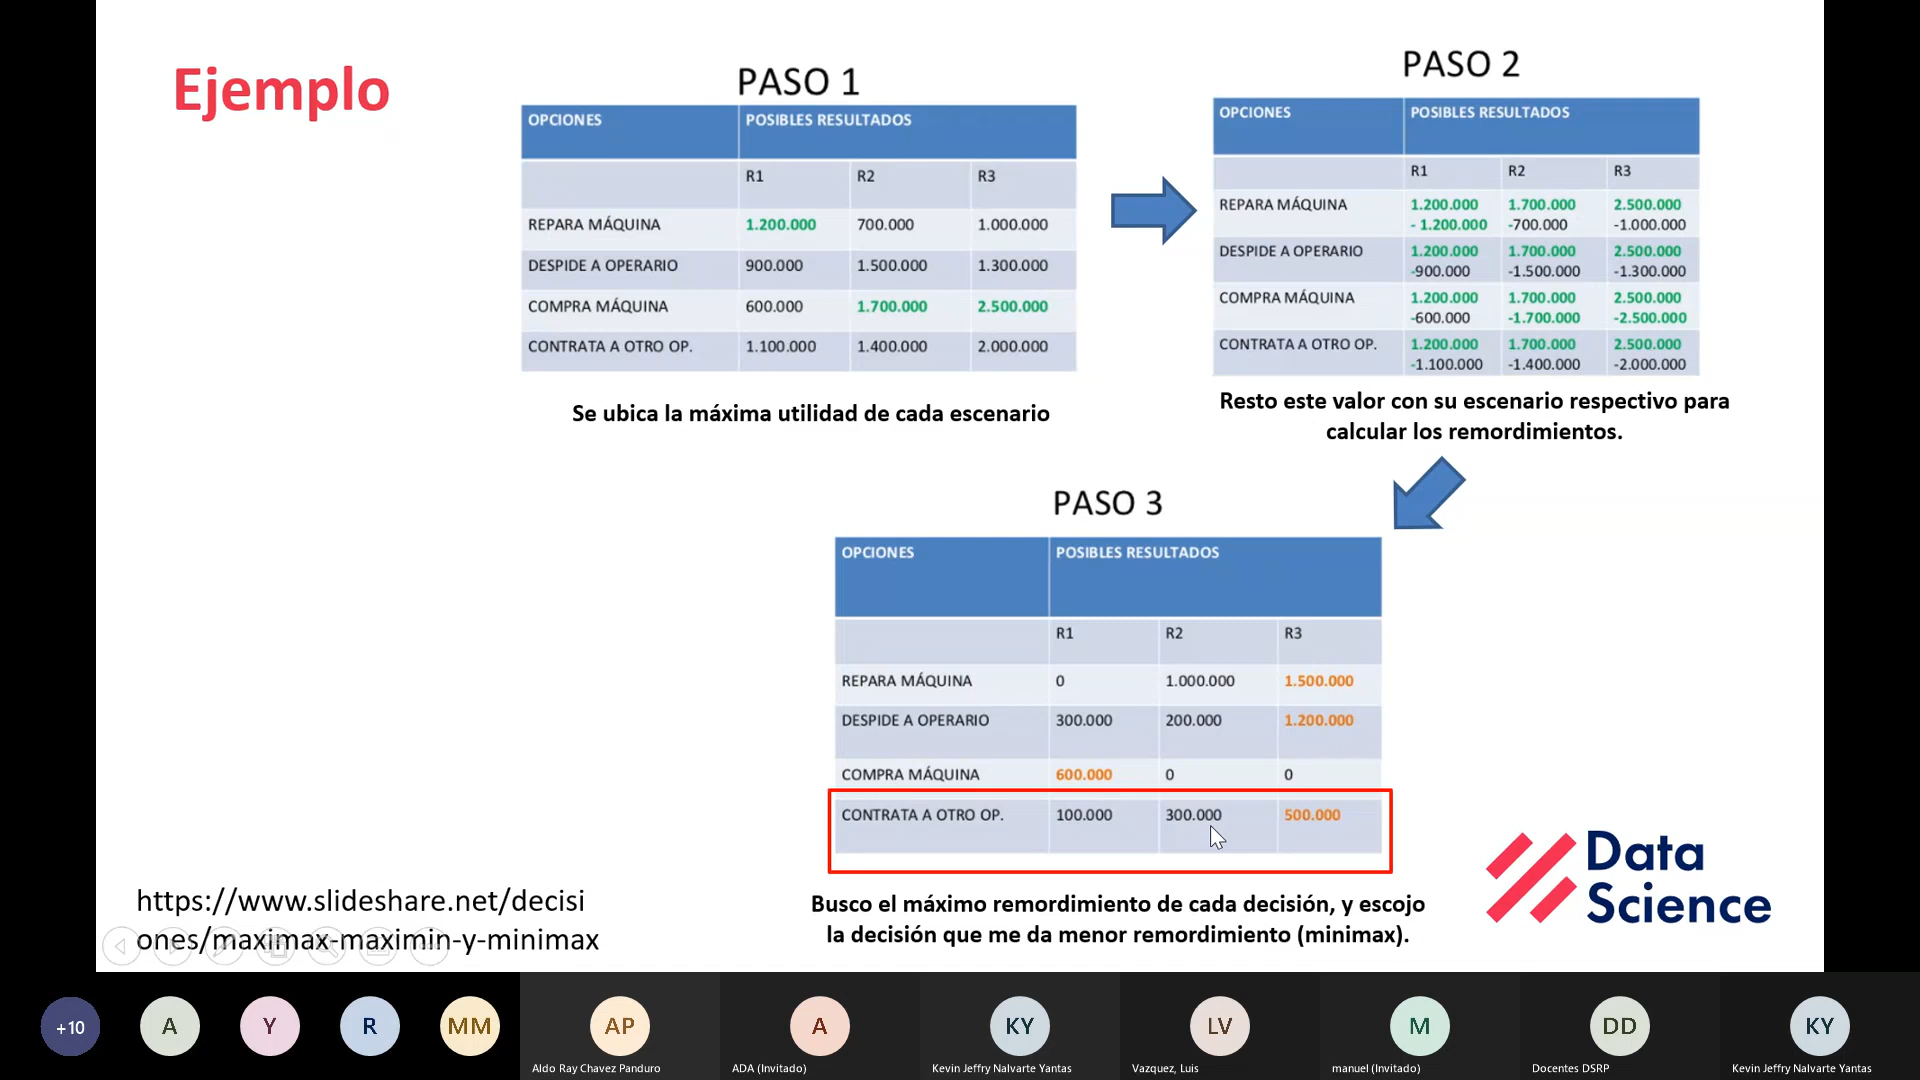 Ejemplo
PASO 1
OPCIONES POSIBLES RESULTADOS
R1 R2 R3
REPARA MÁQUINA 1.200.000 700.000 1.000.000
DESPIDE A OPERARIO 900.000 1.500.000 1.300.000
COMPRA MÁQUINA 600.000 1.700.000 2.500.000
CONTRATA A OTRO OP. 1.100.000 1.400.000 2.000.000
Se ubica la máxima utilidad de cada escenario
PASO 2
OPCIONES POSIBLES RESULTADOS
R1 R2 R3
REPARA MÁQUINA 1.200.000 1.700.000 2.500.000
- 1.200.000 -700.000 -1.000.000
DESPIDE A OPERARIO 1.200.000 1.700.000 2.500.000
-900.000 -1.500.000 -1.300.000
COMPRA MÁQUINA 1.200.000 1.700.000 2.500.000
-600.000 -1.700.000 -2.500.000
CONTRATA A OTRO OP. 1.200.000 1.700.000 2.500.000
-1.100.000 -1.400.000 -2.000.000
Resto este valor con su escenario respectivo para
calcular los remordimientos.
PASO 3
OPCIONES POSIBLES RESULTADOS
R1 R2 R3
REPARA MÁQUINA 0 1.000.000 1.500.000
DESPIDE A OPERARIO 300.000 200.000 1.200.000
COMPRA MÁQUINA 600.000 0 0
CONTRATA A OTRO OP. 100.000 300.000 500.000
Busco el máximo remordimiento de cada decisión, y escojo
la decisión que me da menor remordimiento (minimax).
https://www.slideshare.net/decisi
ones/maximax-maximin-y-minimax
Data
Science
+10 A Y R MM AP A KY LV M DD KY
Aldo Ray Chavez Panduro ADA (Invitado) Kevin Jeffry Nalvarte Yantas Vazquez, Luis manuel (Invitado) Docentes DSRP Kevin Jeffry Nalvarte Yantas